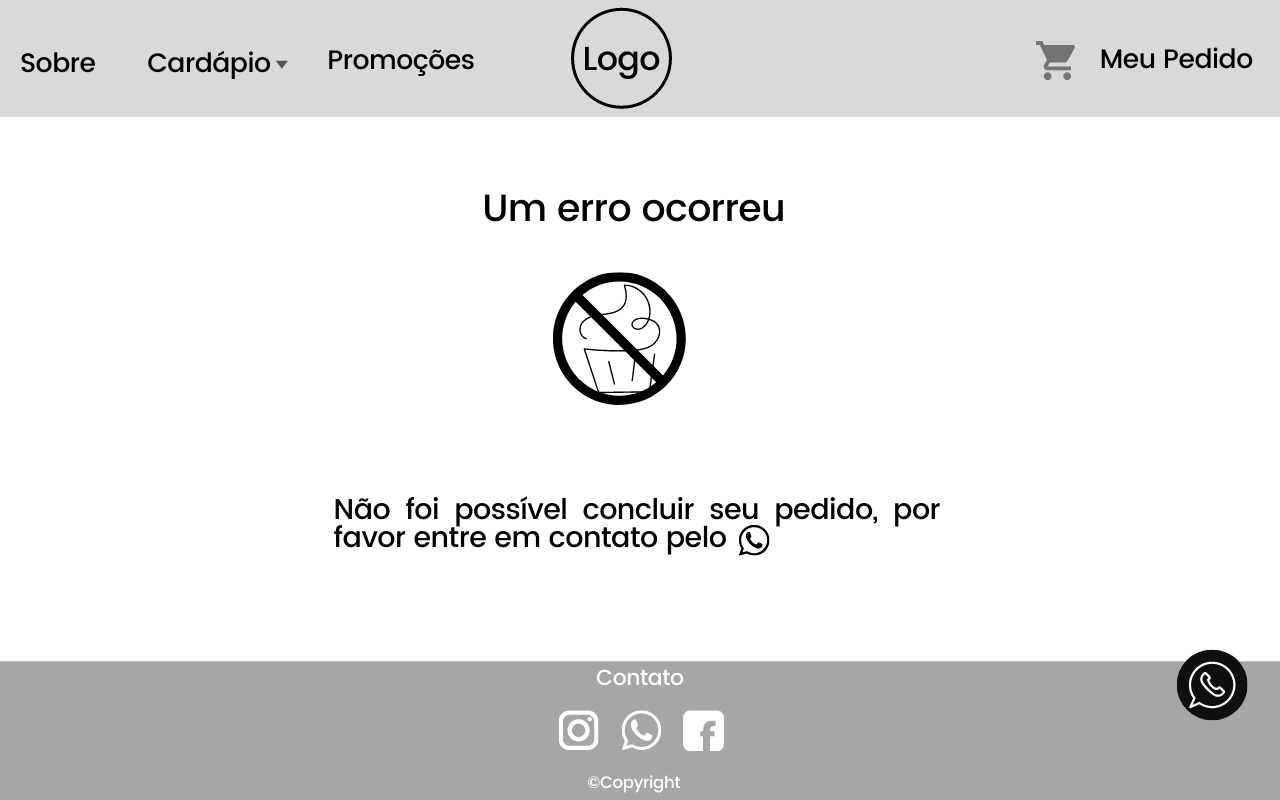 Sobre
Cardápio
Promoções
Logo
Meu Pedido
Um erro ocorreu
Não foi possível concluir seu pedido, por
favor entre em contato pelo
Contato
©Copyright